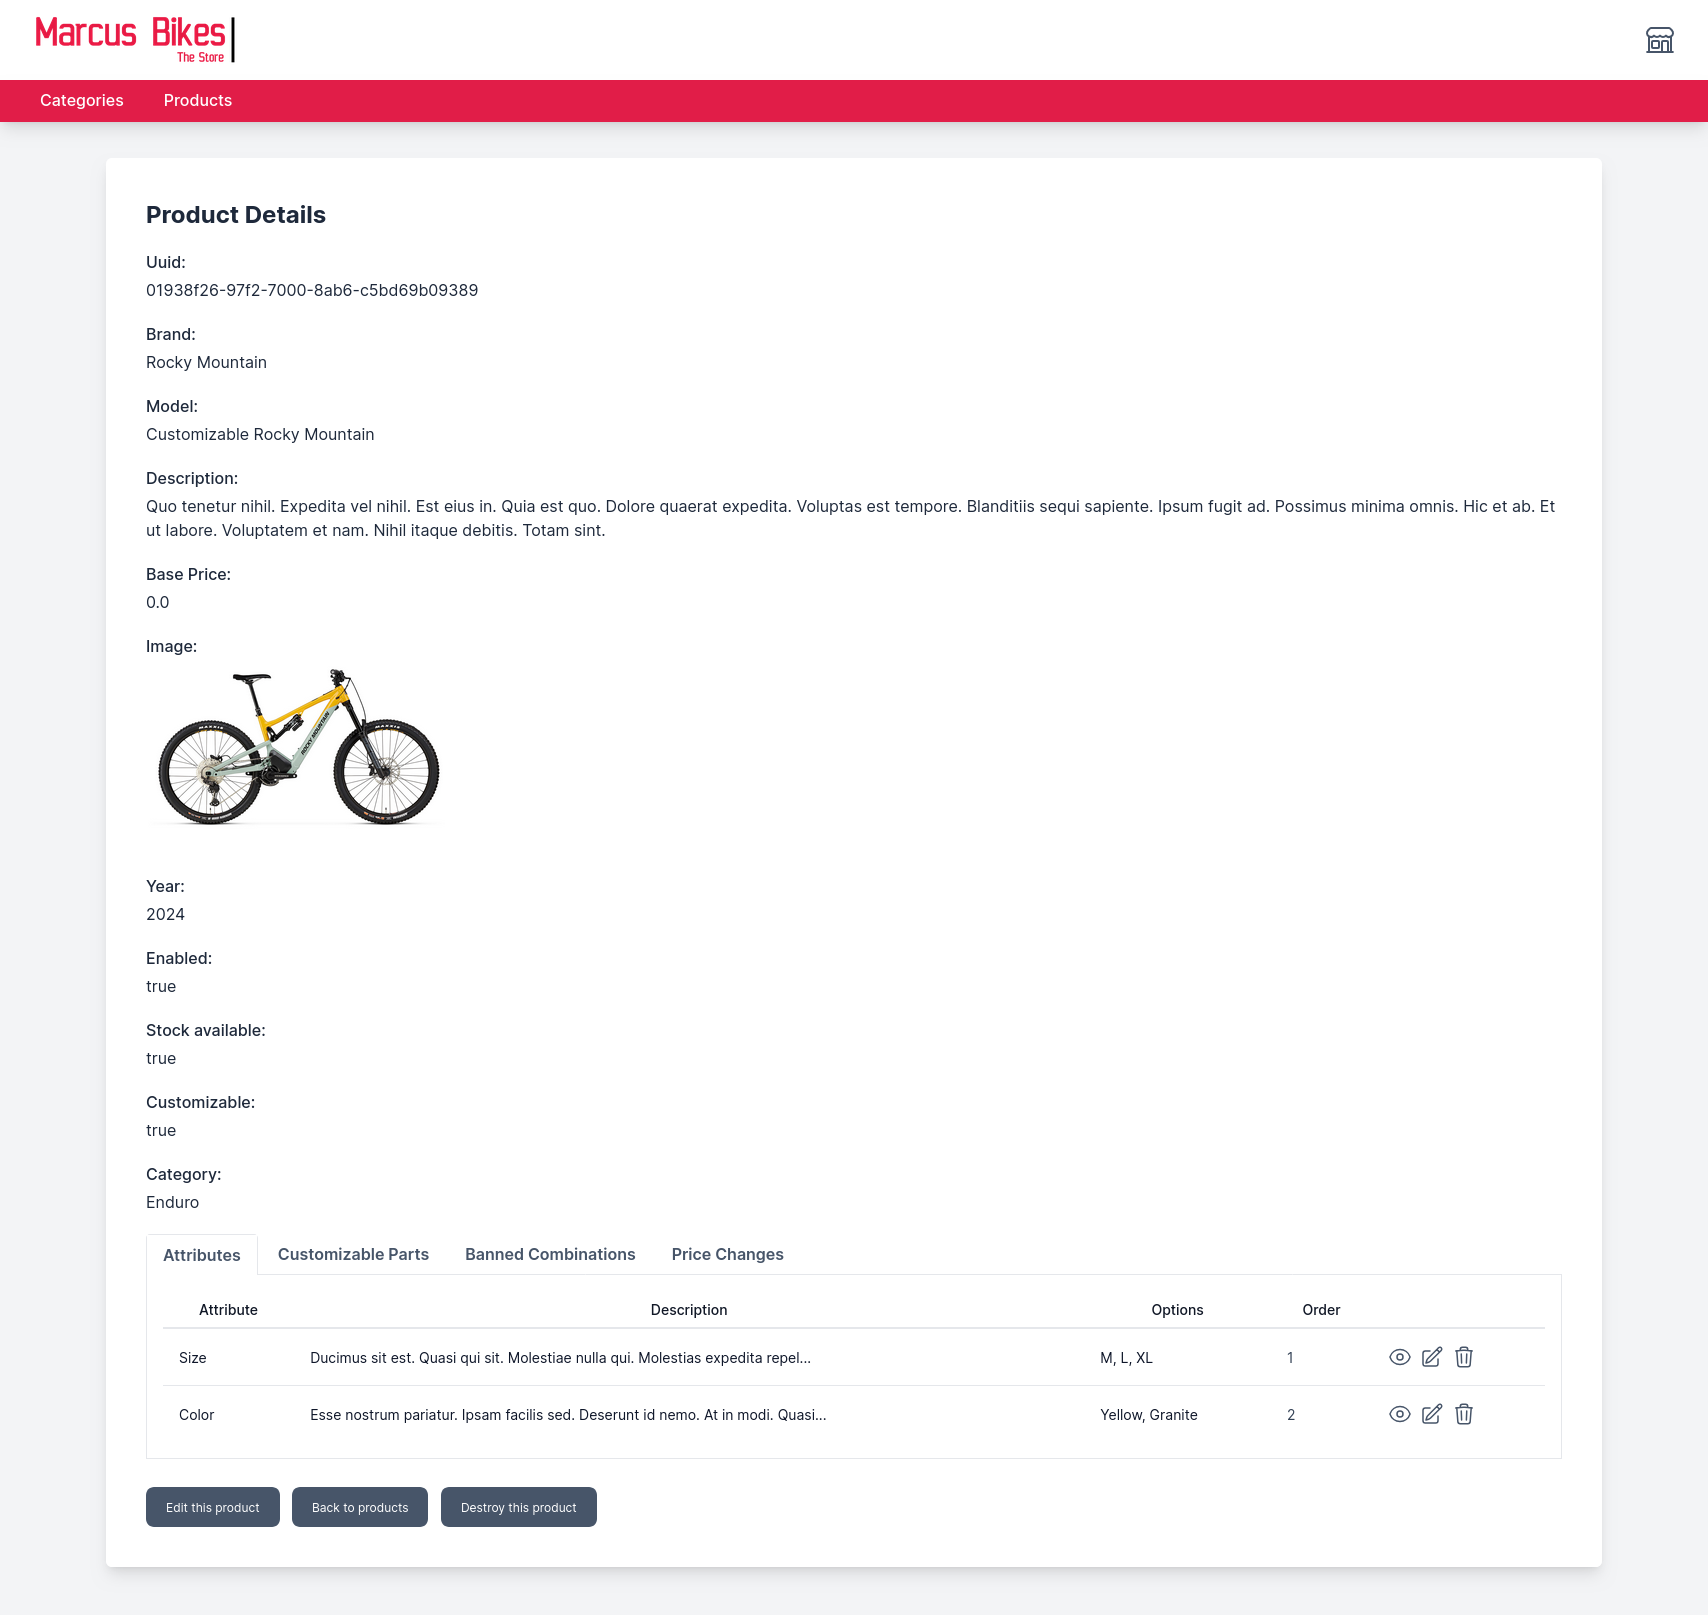 Marcus Bikes
The Store
Categories Products
Product Details
Uuid:
01938f26-97f2-7000-8ab6-c5bd69b09389
Brand:
Rocky Mountain
Model:
Customizable Rocky Mountain
Description:
Quo tenetur nihil. Expedita vel nihil. Est eius in. Quia est quo. Dolore quaerat expedita. Voluptas est tempore. Blanditiis sequi sapiente. Ipsum fugit ad. Possimus minima omnis. Hic et ab. Et
ut labore. Voluptatem et nam. Nihil itaque debitis. Totam sint.
Base Price:
0.0
Image:
ROCKY MOUNTAIN
Year:
2024
Enabled:
true
Stock available:
true
Customizable:
true
Category:
Enduro
Attributes Customizable Parts Banned Combinations Price Changes
Attribute Description Options Order
Size Ducimus sit est. Quasi qui sit. Molestiae nulla qui. Molestias expedita repel... M, L, XL 1
Color Esse nostrum pariatur. Ipsam facilis sed. Deserunt id nemo. At in modi. Quasi... Yellow, Granite 2
Edit this product Back to products Destroy this product